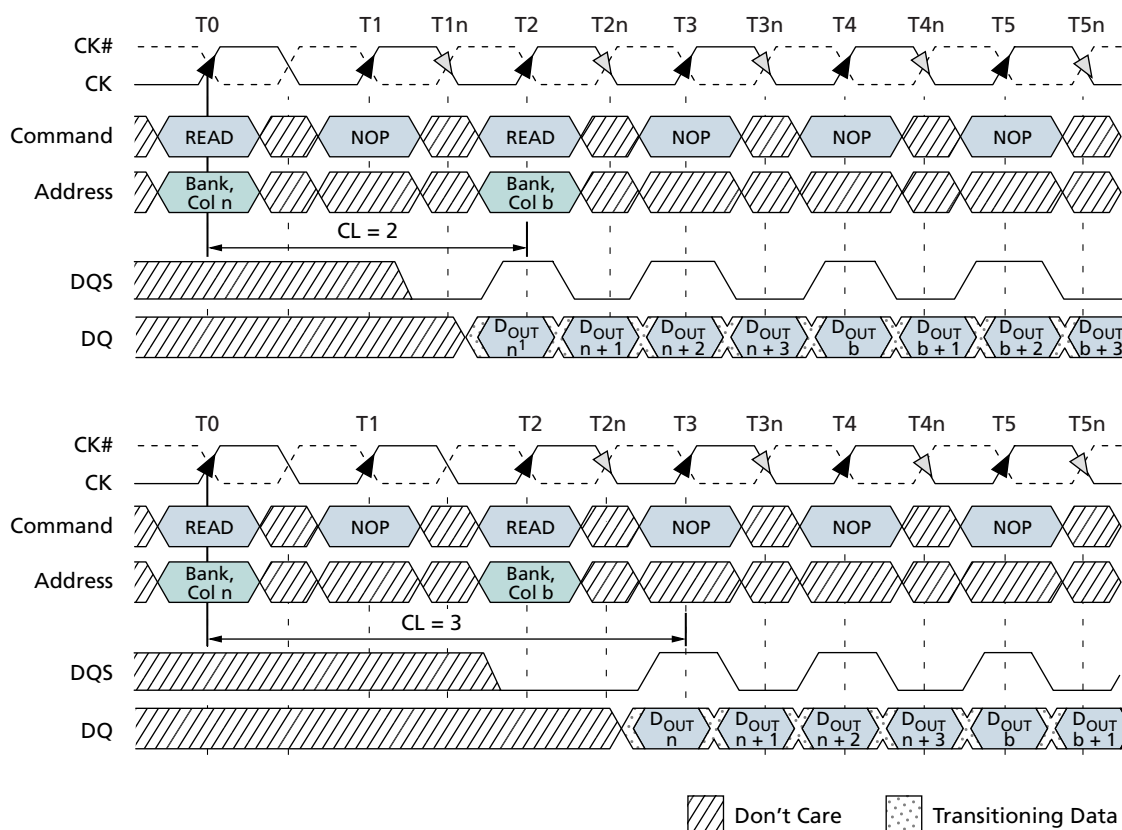 T0 T1 T1n T2 T2n T3 T3n T4 T4n T5 T5n
CK#
CK
Command READ NOP READ NOP NOP NOP
Address Bank, Col n Bank, Col b
CL = 2
DQS
DQ DOUT n1 DOUT n + 1 DOUT n + 2 DOUT n + 3 DOUT b DOUT b + 1 DOUT b + 2 DOUT b + 3
T0 T1 T2 T2n T3 T3n T4 T4n T5 T5n
CK#
CK
Command READ NOP READ NOP NOP NOP
Address Bank, Col n Bank, Col b
CL = 3
DQS
DQ DOUT n DOUT n + 1 DOUT n + 2 DOUT n + 3 DOUT b DOUT b + 1
Don't Care Transitioning Data